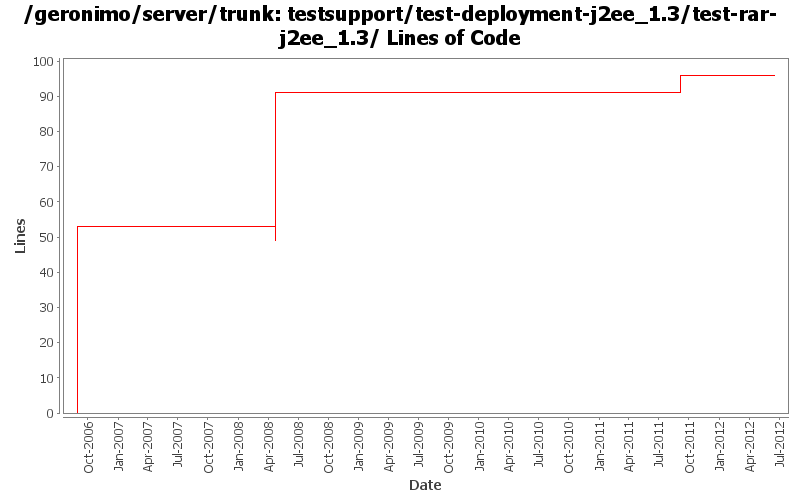 /geronimo/server/trunk: testsupport/test-deployment-j2ee_1.3/test-rar-
j2ee_1.3/ Lines of Code
100
90
80
70
60
50
40
30
20
10
0
Lines
Oct-2006
Jan-2007
Apr-2007
Jul-2007
Oct-2007
Jan-2008
Apr-2008
Jul-2008
Oct-2008
Jan-2009
Apr-2009
Jul-2009
Oct-2009
Jan-2010
Apr-2010
Jul-2010
Oct-2010
Jan-2011
Apr-2011
Jul-2011
Oct-2011
Jan-2012
Apr-2012
Jul-2012
Date